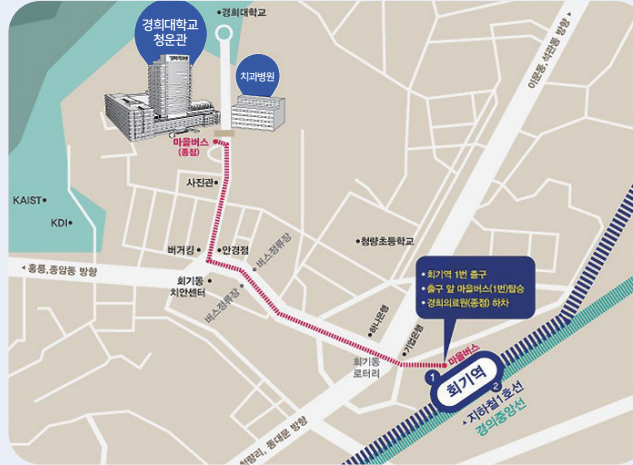 경희대학교
경희대학교
청운관
치과병원
이문동,석관동 방향
마을버스
(종점)
사진관
KAIST
KDI
버거킹
안경점
버스정류장
청량초등학교
홍릉,종암동 방향
회기동
치안센터
버스정류장
• 회기역 1번 출구
• 출구 앞 마을버스(1번)탑승
• 경희의료원(종점) 하차
하나은행
기업은행
회기동
로터리
마을버스
1
회기역
2
지하철1호선
경의중앙선
청량리, 동대문 방향